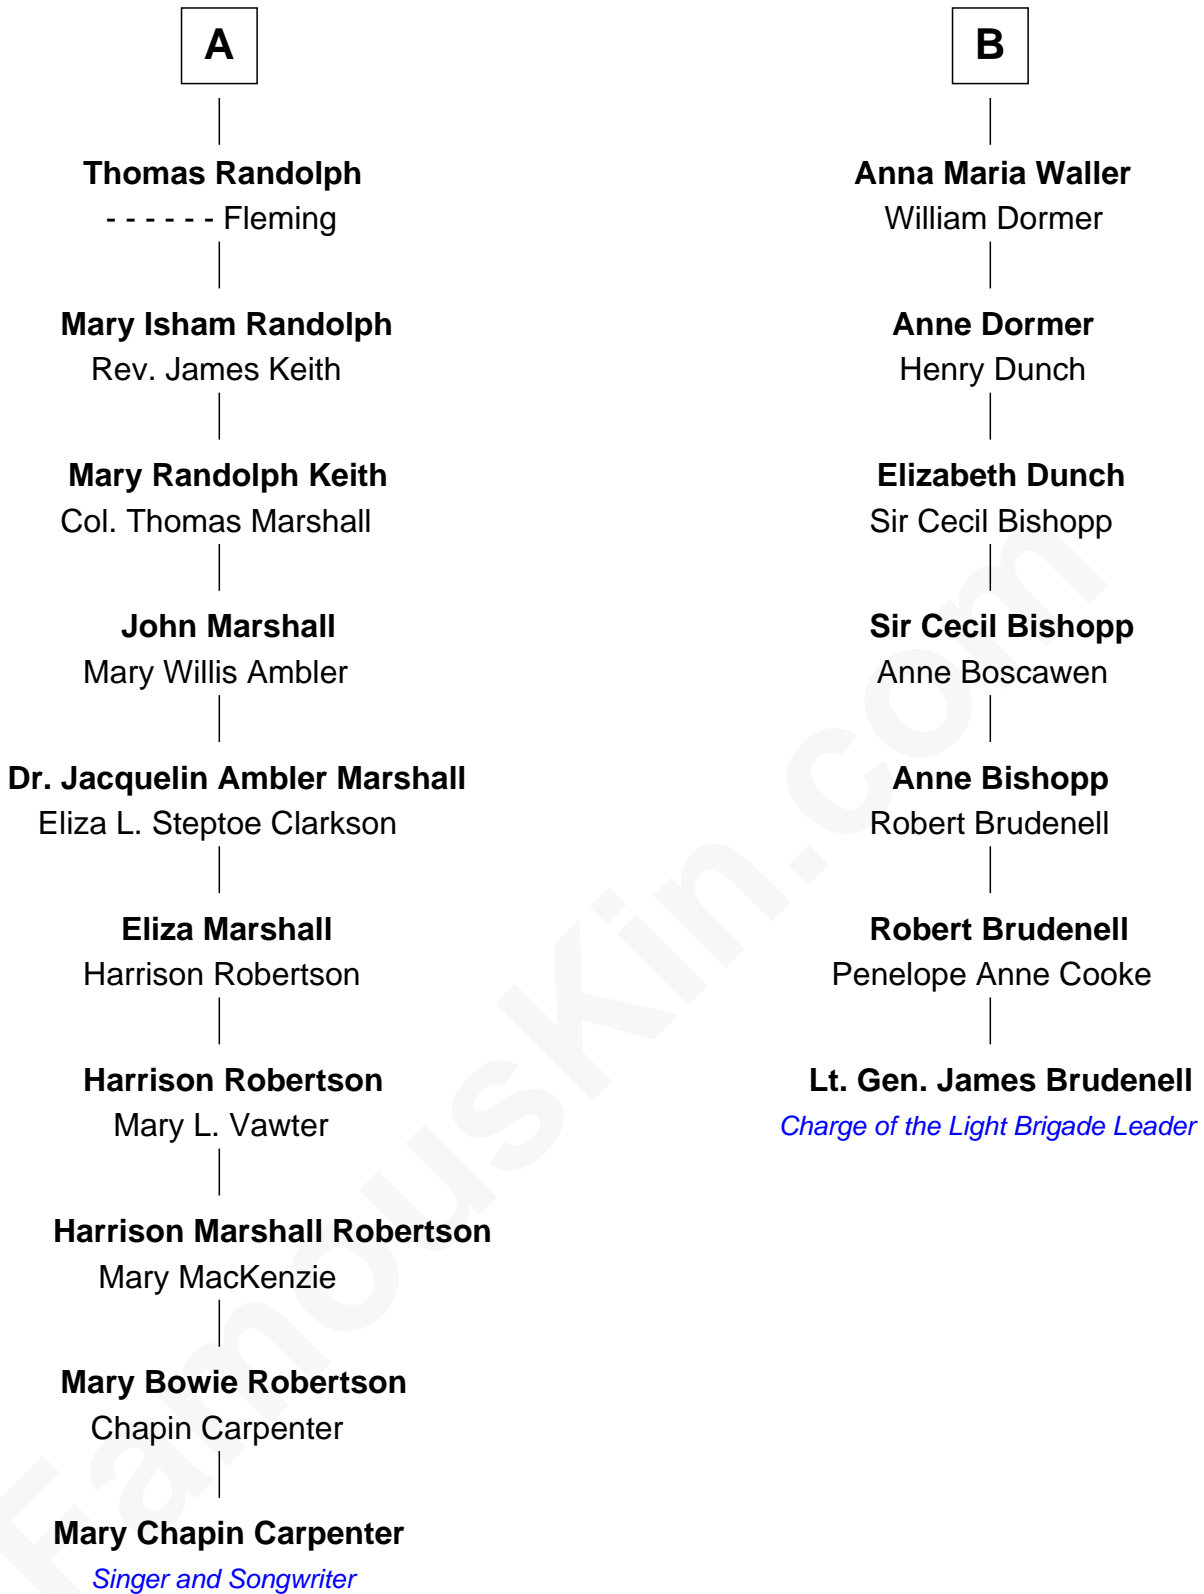 A
Thomas Randolph
- - - - - - Fleming
Mary Isham Randolph
Rev. James Keith
Mary Randolph Keith
Col. Thomas Marshall
John Marshall
Mary Willis Ambler
Dr. Jacquelin Ambler Marshall
Eliza L. Steptoe Clarkson
Eliza Marshall
Harrison Robertson
Harrison Robertson
Mary L. Vawter
Harrison Marshall Robertson
Mary MacKenzie
Mary Bowie Robertson
Chapin Carpenter
Mary Chapin Carpenter
Singer and Songwriter
B
Anna Maria Waller
William Dormer
Anne Dormer
Henry Dunch
Elizabeth Dunch
Sir Cecil Bishopp
Sir Cecil Bishopp
Anne Boscawen
Anne Bishopp
Robert Brudenell
Robert Brudenell
Penelope Anne Cooke
Lt. Gen. James Brudenell
Charge of the Light Brigade Leader
FamousKin.com